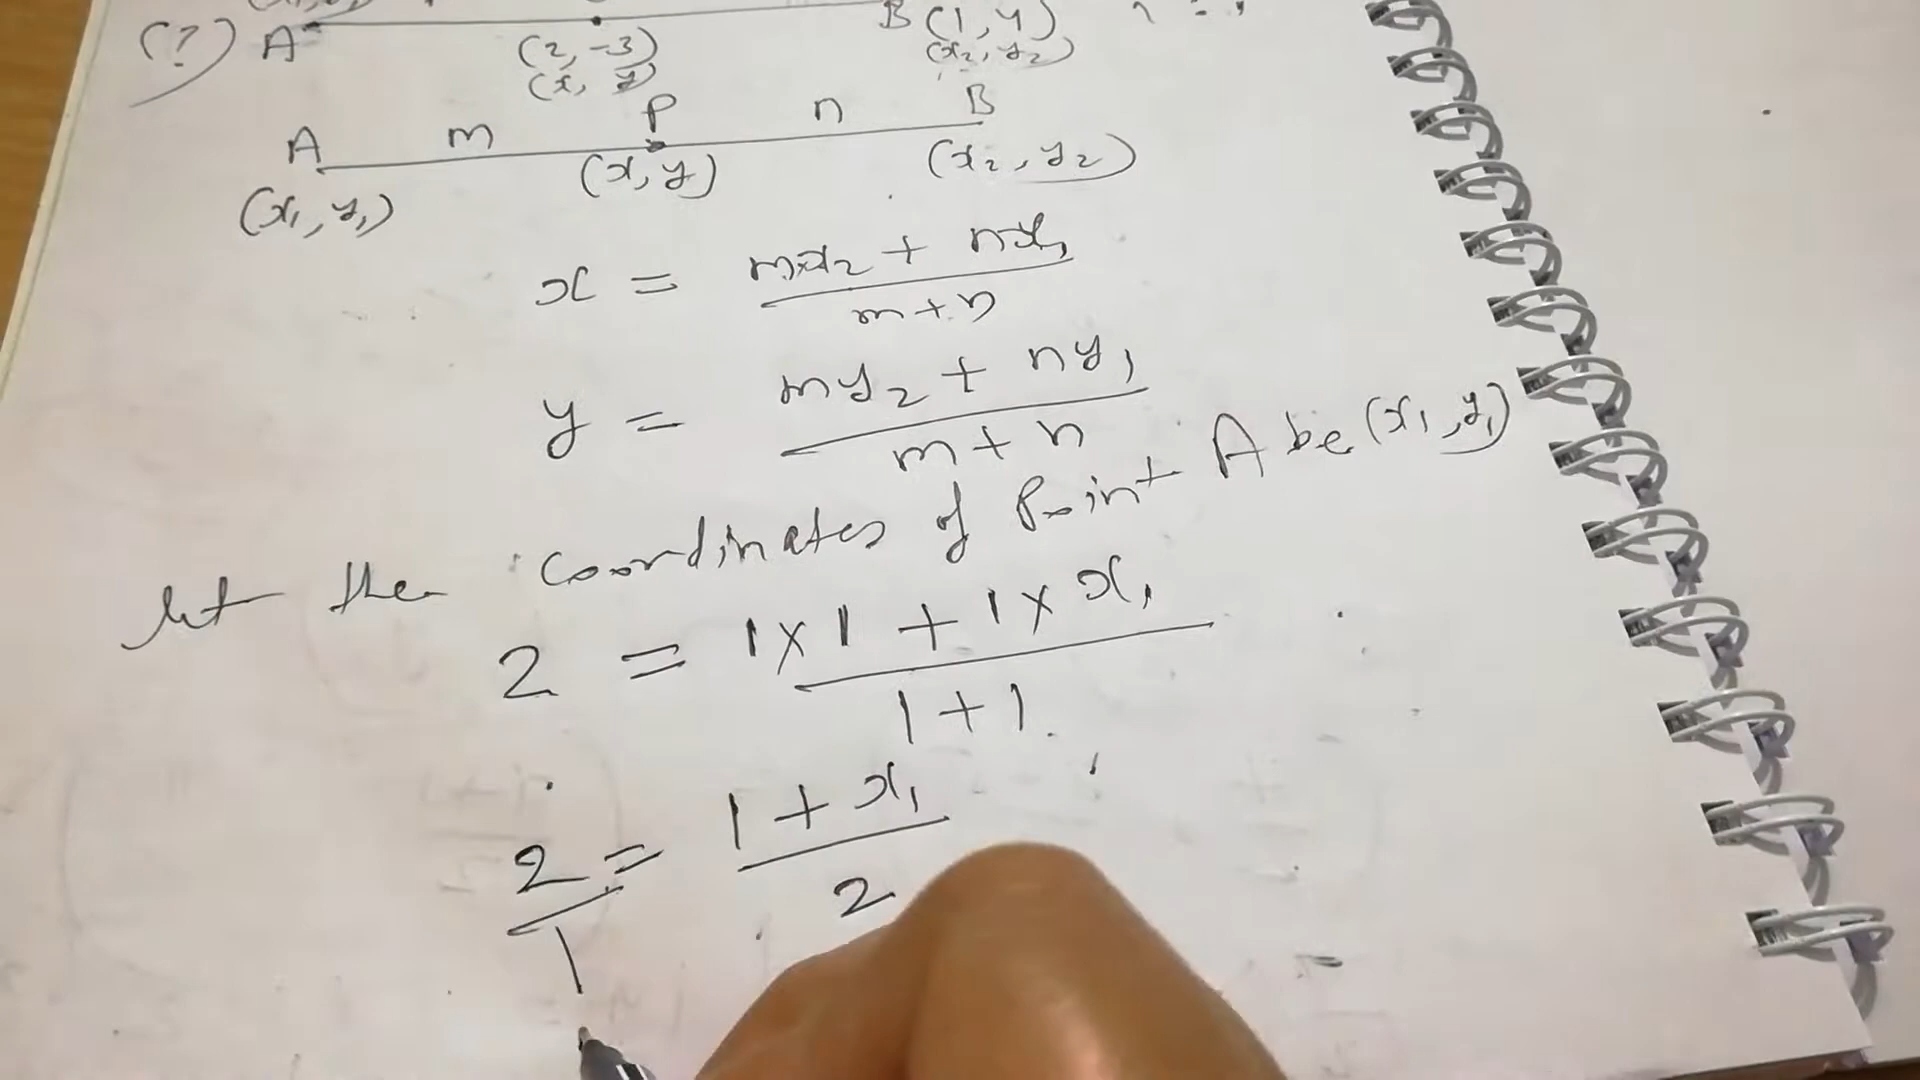 (?) A B (1, 4)
(2, -3) (x₂, y₂)
(x, y)
A m P n B
(x₁, y₁) (x, y) (x₂, y₂)
x = mx₂ + nx₁ / m+n
y = my₂ + ny₁ / m+n
let the coordinates of Point A be (x₁, y₁)
2 = 1×1 + 1×x₁ / 1+1
2/1 = 1 + x₁ / 2